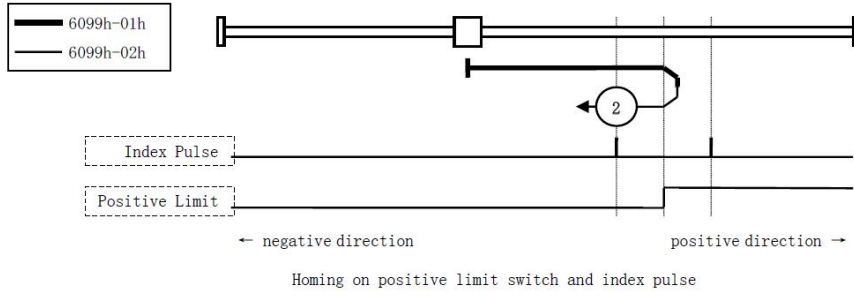 6099h-01h
6099h-02h
2
Index Pulse
Positive Limit
← negative direction
positive direction →
Homing on positive limit switch and index pulse